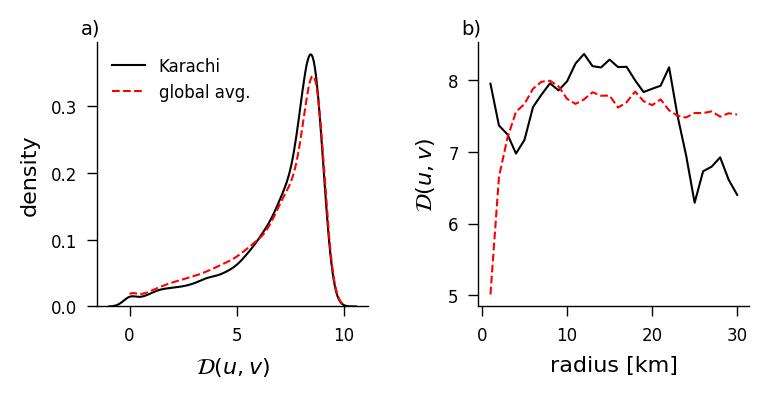 a)
Karachi
global avg.
density
0.3
0.2
0.1
0.0
0
5
10
𝒟(u, v)
b)
𝒟(u, v)
8
7
6
5
0
10
20
30
radius [km]